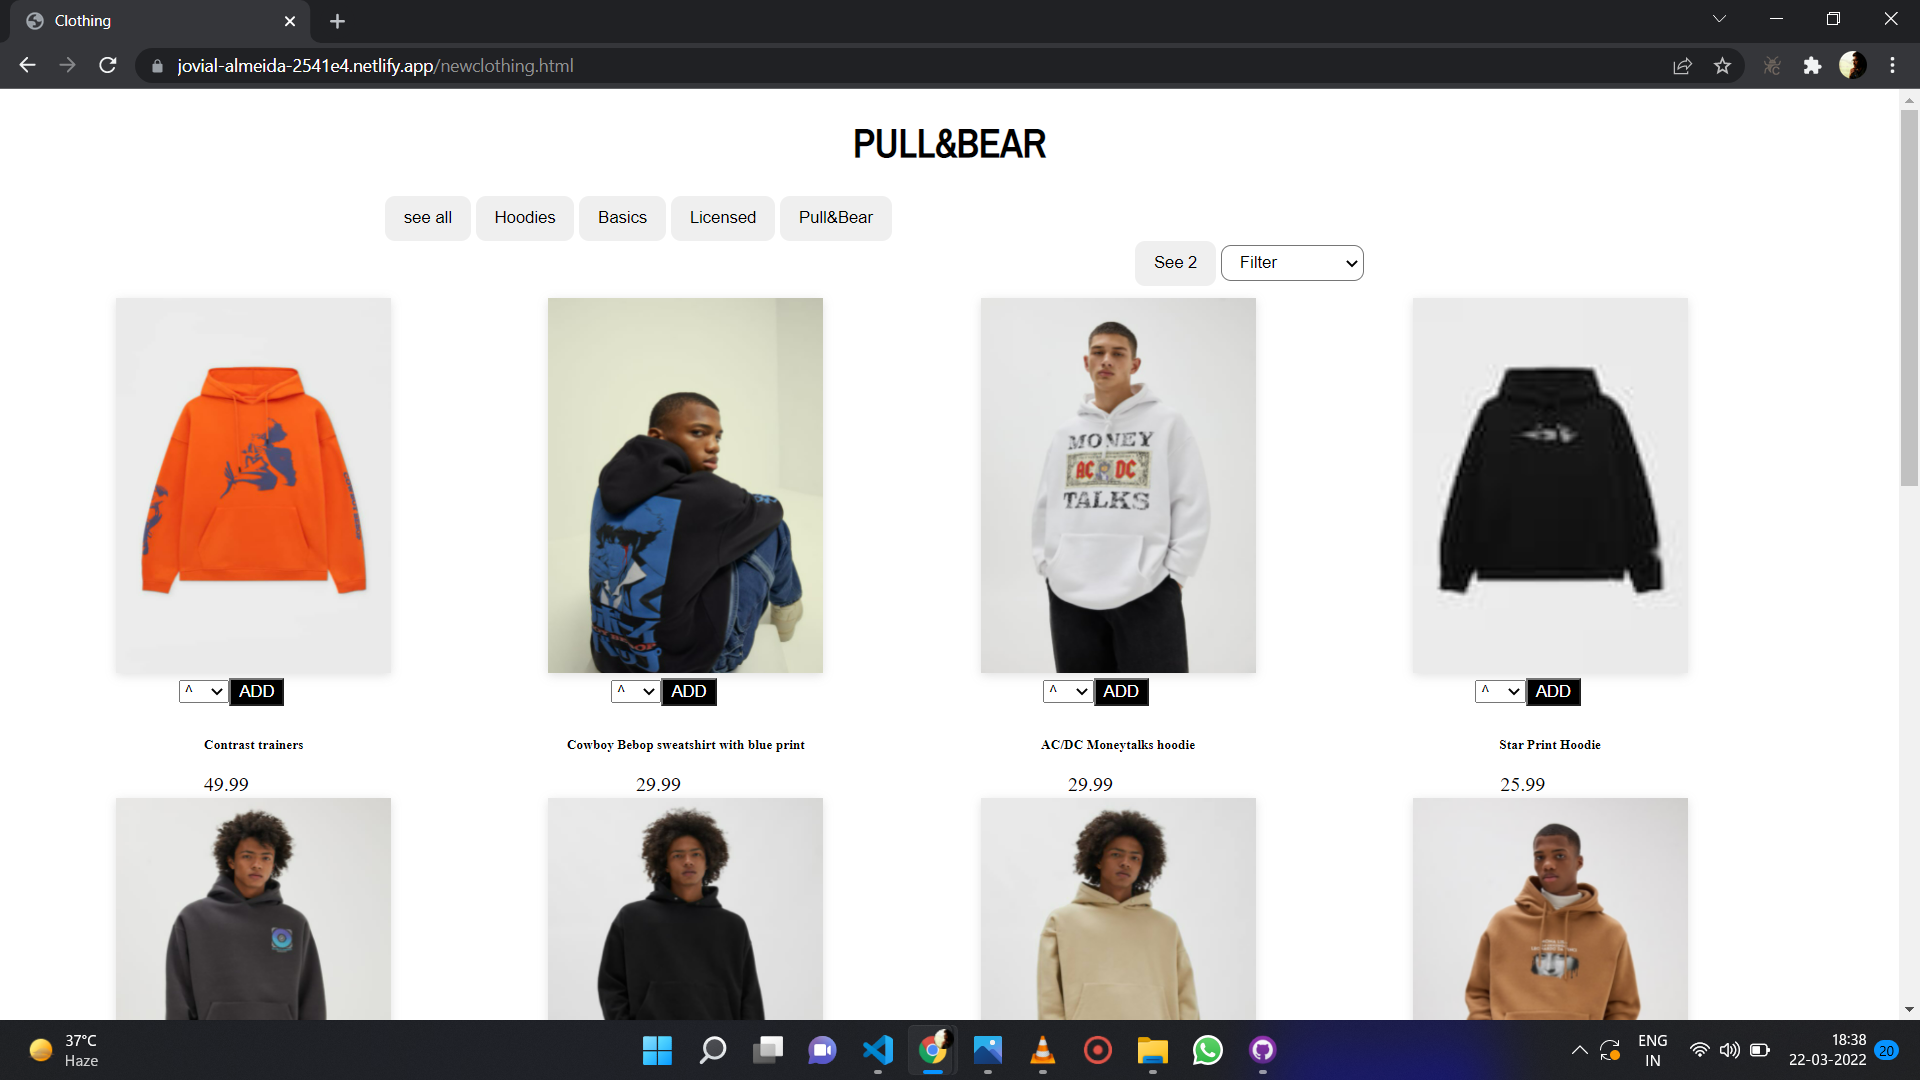 Clothing
jovial-almeida-2541e4.netlify.app/newclothing.html
PULL&BEAR
see all Hoodies Basics Licensed Pull&Bear
See 2 Filter
MONEY
AC DC
TALKS
^ ADD ^ ADD ^ ADD ^ ADD
Contrast trainers Cowboy Bebop sweatshirt with blue print AC/DC Moneytalks hoodie Star Print Hoodie
49.99 29.99 29.99 25.99
37°C
Haze
ENG
IN
18:38
22-03-2022
20